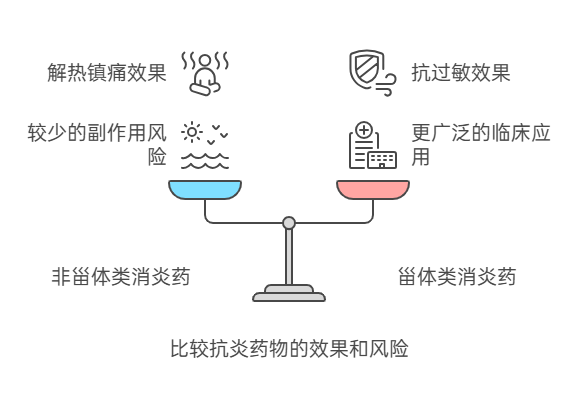 解热镇痛效果
抗过敏效果
较少的副作用风
险
更广泛的临床应
用
非甾体类消炎药
甾体类消炎药
比较抗炎药物的效果和风险